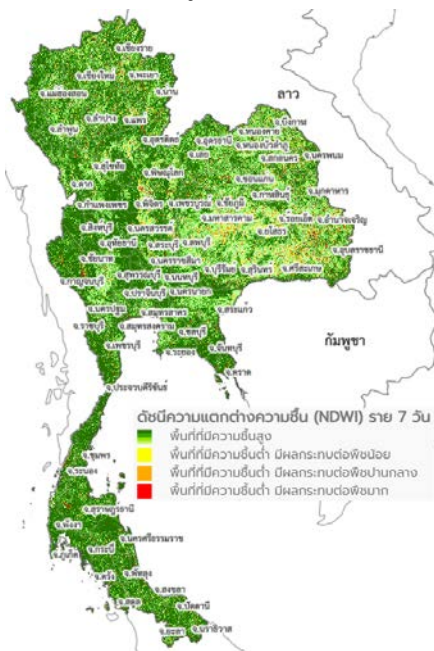 จ.เชียงราย
จ.เชียงใหม่
จ.พะเยา
จ.น่าน
จ.แม่ฮ่องสอน
ลาว
จ.ลำปาง
จ.แพร่
จ.ลำพูน
จ.อุตรดิตถ์
จ.บึงกาฬ
จ.หนองคาย
จ.อุดรธานี
จ.เลย
จ.หนองบัวลำภู
จ.สกลนคร
จ.นครพนม
จ.สุโขทัย
จ.พิษณุโลก
จ.ขอนแก่น
จ.ตาก
จ.กาฬสินธุ์
จ.มุกดาหาร
จ.กำแพงเพชร
จ.พิจิตร
จ.เพชรบูรณ์
จ.ชัยภูมิ
จ.มหาสารคาม
จ.ร้อยเอ็ด
จ.อำนาจเจริญ
จ.สิงห์บุรี
จ.นครสวรรค์
จ.ยโสธร
จ.อุทัยธานี
จ.สระบุรี
จ.ลพบุรี
จ.อุบลราชธานี
จ.ชัยนาท
จ.นครราชสีมา
จ.บุรีรัมย์
จ.สุรินทร์
จ.ศรีสะเกษ
จ.กาญจนบุรี
จ.สุพรรณบุรี
จ.นนทบุรี
จ.ปราจีนบุรี
จ.นครนายก
จ.นครปฐม
จ.สมุทรสาคร
จ.สระแก้ว
จ.ราชบุรี
จ.สมุทรสงคราม
จ.ชลบุรี
จ.เพชรบุรี
จ.ระยอง
จ.จันทบุรี
กัมพูชา
จ.ตราด
จ.ประจวบคีรีขันธ์
ดัชนีความแตกต่างความชื้น (NDWI) ราย 7 วัน
พื้นที่ที่มีความชื้นสูง
พื้นที่ที่มีความชื้นต่ำ มีผลกระทบต่อพืชน้อย
พื้นที่ที่มีความชื้นต่ำ มีผลกระทบต่อพืชปานกลาง
พื้นที่ที่มีความชื้นต่ำ มีผลกระทบต่อพืชมาก
จ.ชุมพร
จ.ระนอง
จ.สุราษฎร์ธานี
จ.พังงา
จ.นครศรีธรรมราช
จ.ภูเก็ต
จ.กระบี่
จ.ตรัง
จ.พัทลุง
จ.สงขลา
จ.สตูล
จ.ปัตตานี
จ.ยะลา
จ.นราธิวาส